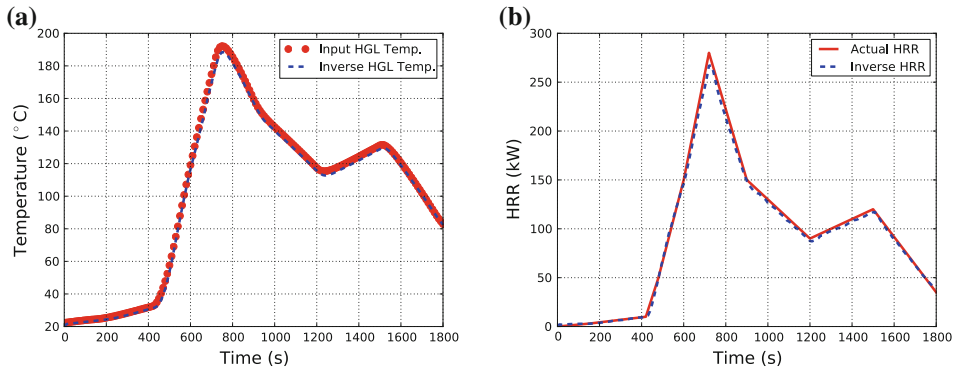 (a)
200
180
160
140
120
100
80
60
40
20
Temperature (°C)
0 200 400 600 800 1000 1200 1400 1600 1800
Time (s)
Input HGL Temp.
Inverse HGL Temp.
(b)
300
250
200
150
100
50
0
HRR (kW)
0 200 400 600 800 1000 1200 1400 1600 1800
Time (s)
Actual HRR
Inverse HRR